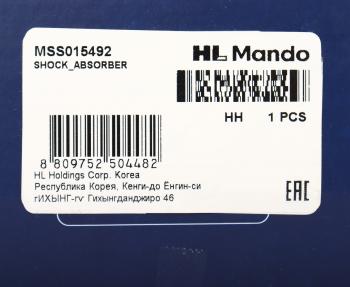 MSS015492
SHOCK_ABSORBER
HL Mando
HH 1 PCS
8 809752 504482
HL Holdings Corp. Korea
Республика Корея, Кенги-до Ёнгин-си
гИХЫНГ-гу Гихынгданджиро 46
EAC